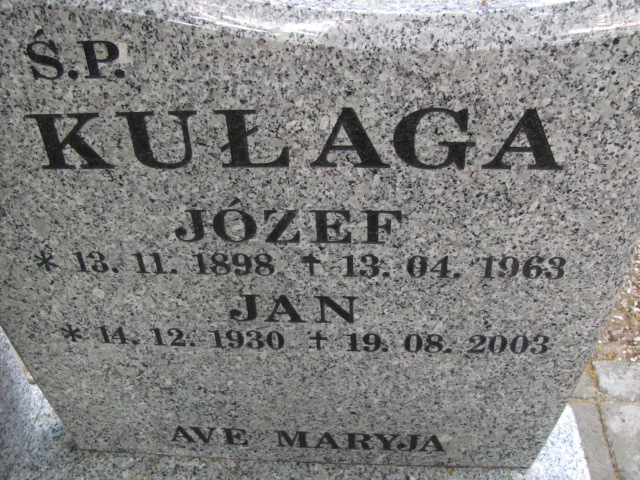 Ś.P.
KUŁAGA
JÓZEF
* 13. 11. 1898 † 13. 04. 1963
JAN
* 14. 12. 1930 † 19. 08. 2003
AVE MARYJA